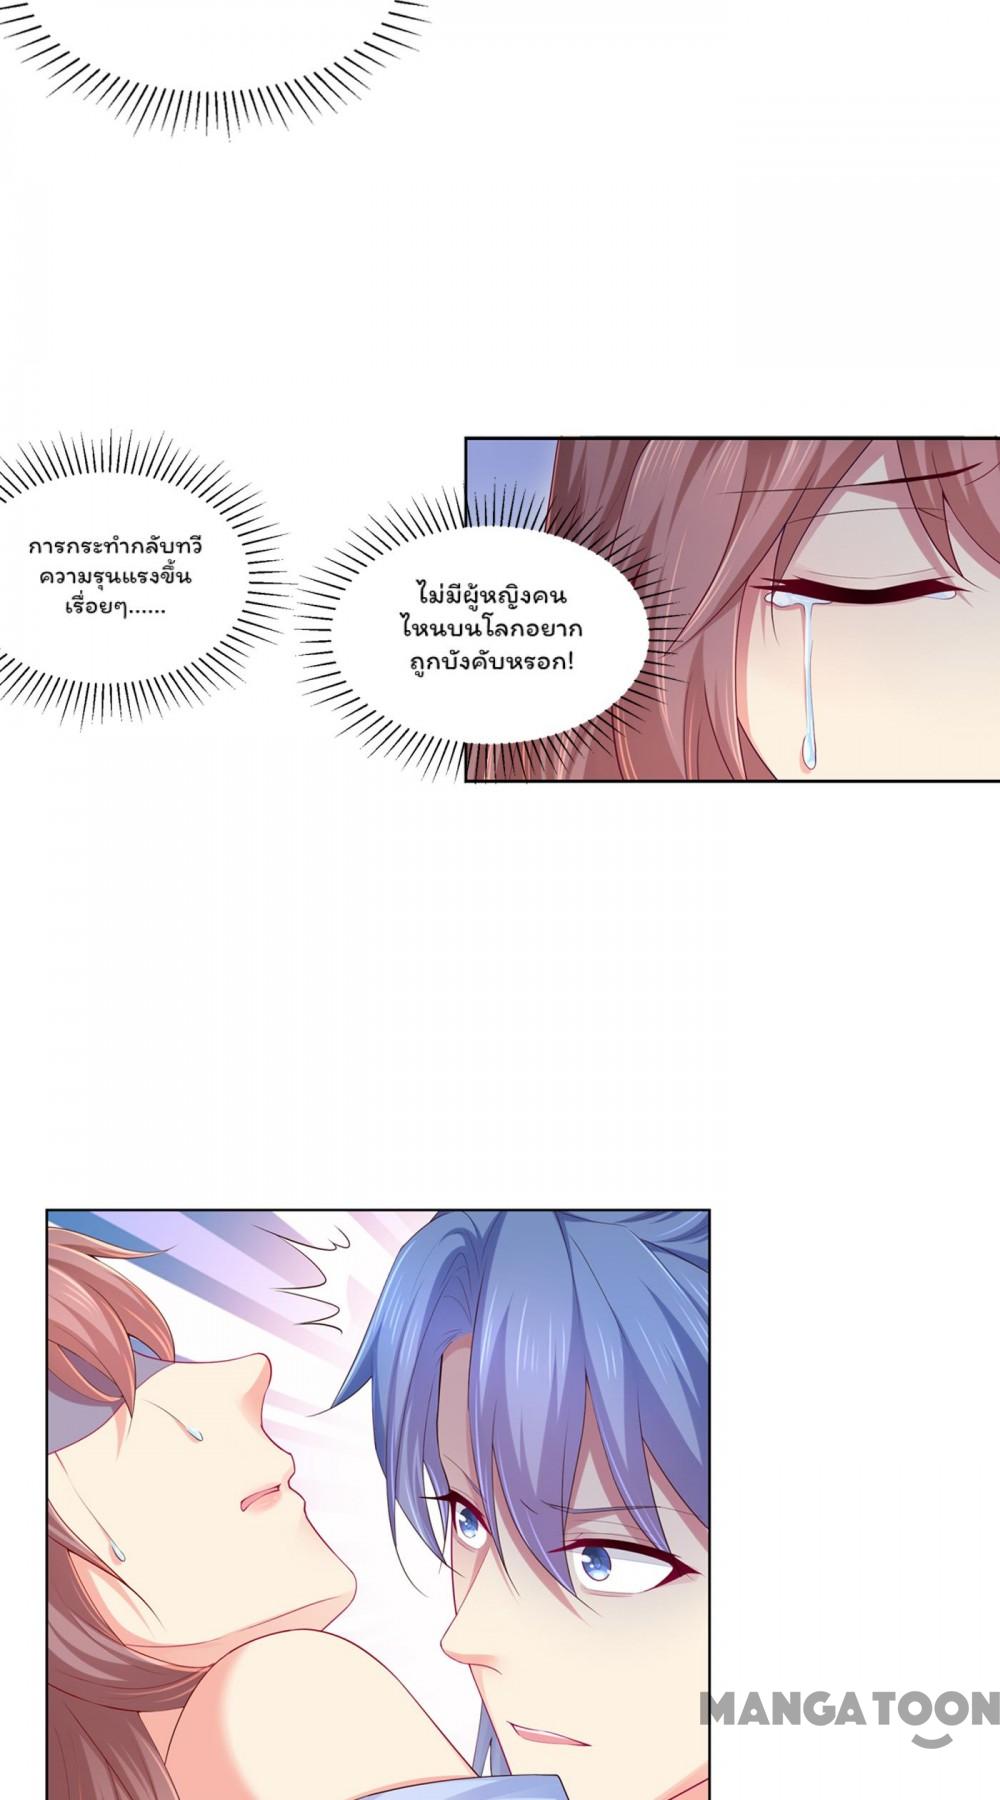 การกระทำกลับทวี
ความรุนแรงขึ้น
เรื่อยๆ......
ไม่มีผู้หญิงคน
ไหนบนโลกอยาก
ถูกบังคับหรอก!
MANGATOON